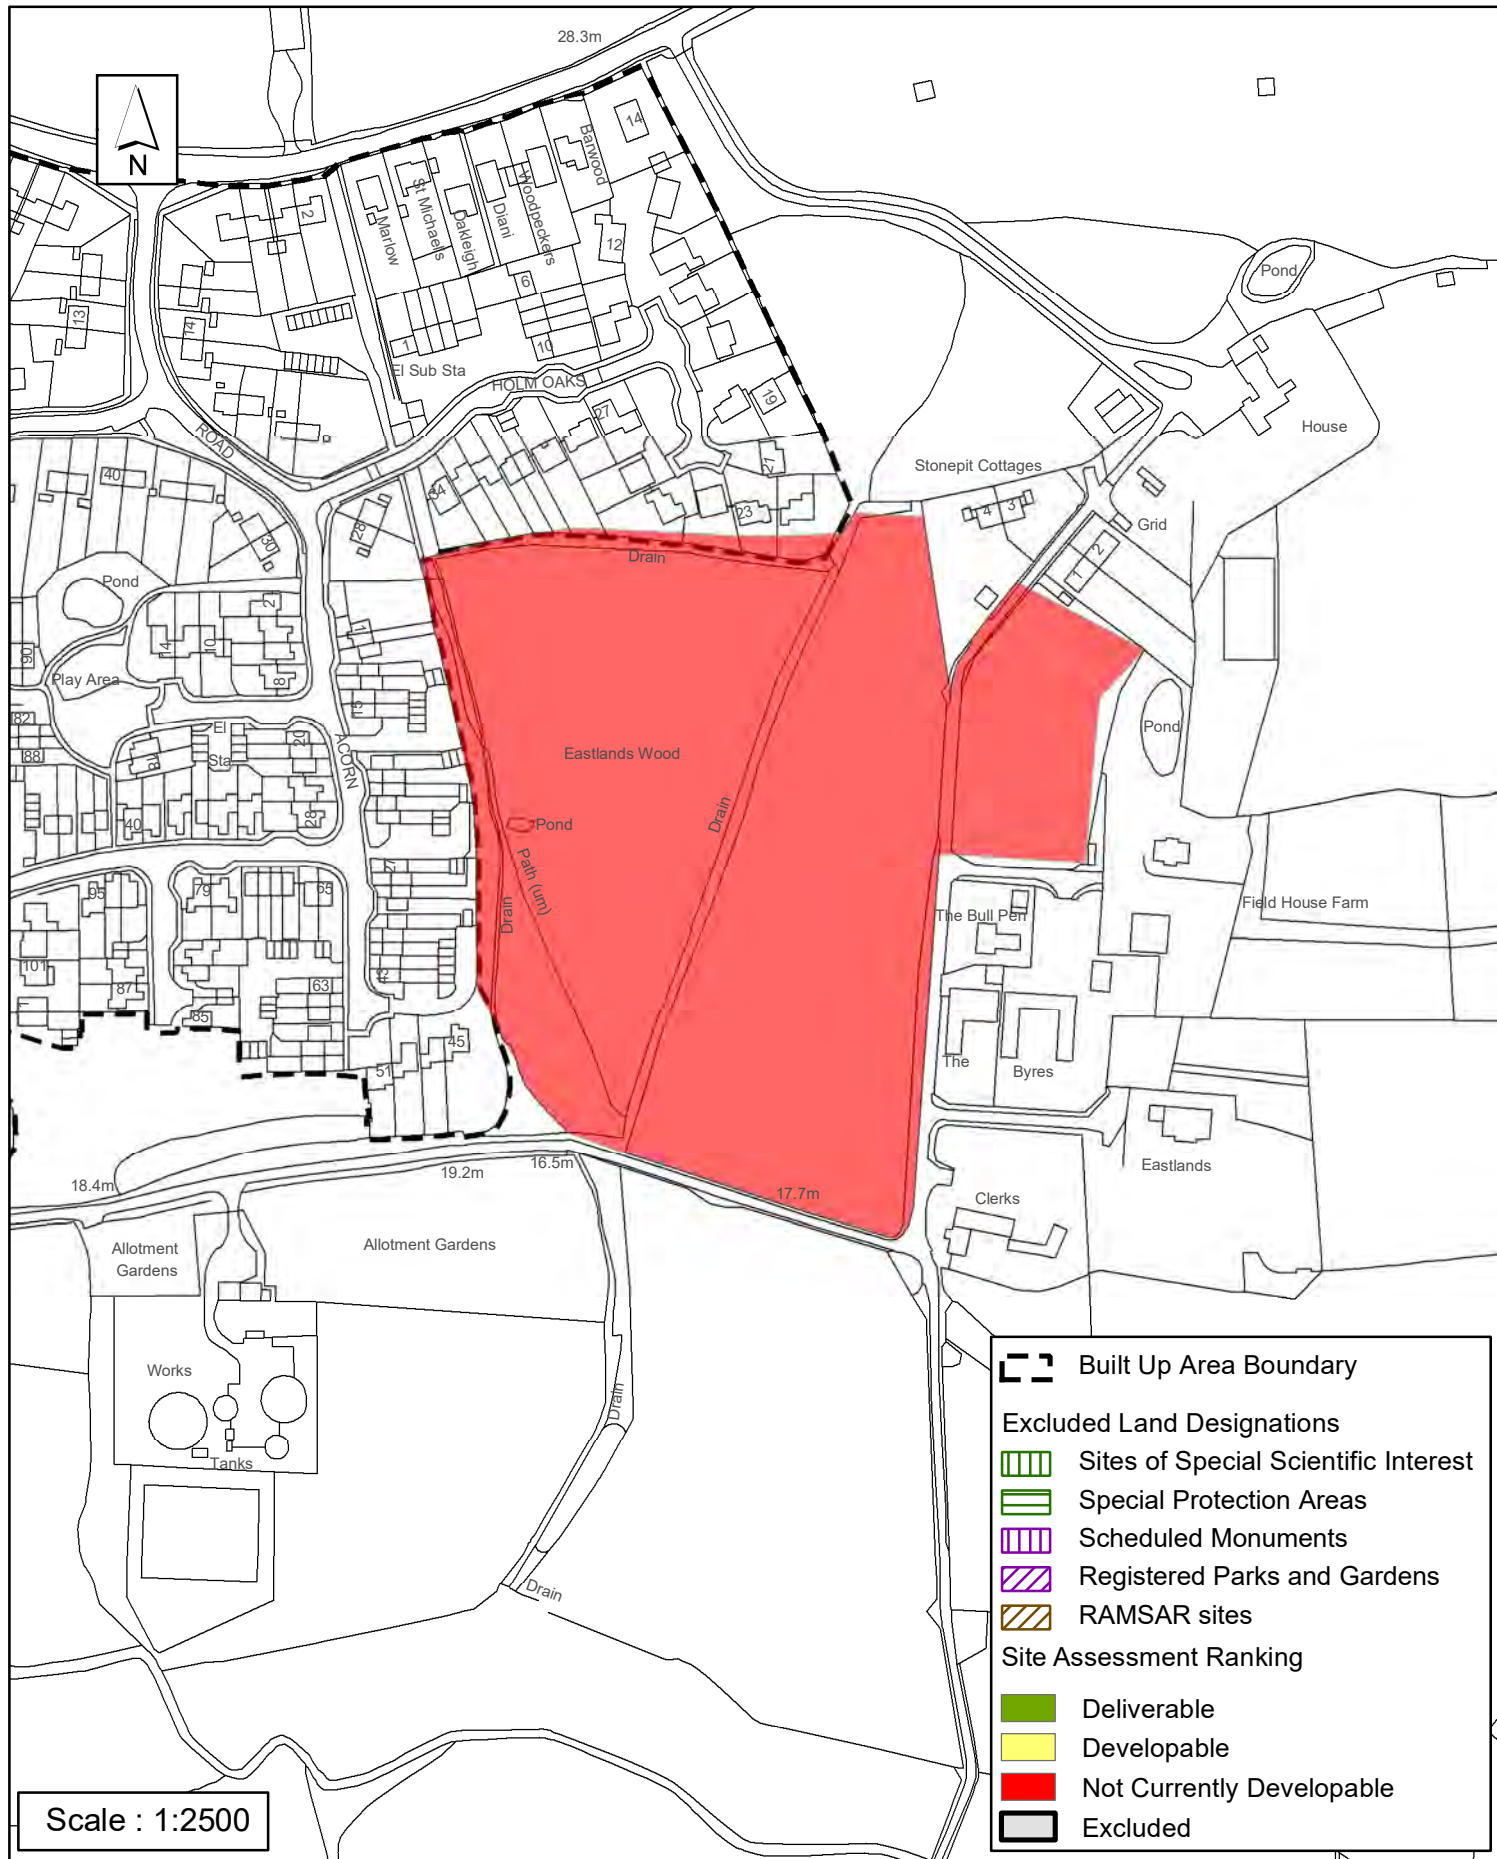 28.3m
N
14
Barwood
Woodpeckers
Diani
Oakleigh
St Michaels
Marlow
2
12
6
13
14
1
10
El Sub Sta
HOLM OAKS
19
27
Pond
House
ROAD
40
34
21
23
28
30
Stonepit Cottages
4
3
Grid
2
1
Drain
Pond
2
14
10
1
90
Play Area
8
82
88
El
Sta
20
18
15
ACORN
Eastlands Wood
Pond
40
28
Pond
Drain
Path (um)
Drain
27
95
79
65
The Bull Pen
Field House Farm
101
87
63
43
1
85
51
45
The
Byres
Eastlands
Clerks
18.4m
19.2m
16.5m
17.7m
Allotment
Gardens
Allotment Gardens
Works
Tanks
Drain
Drain
Built Up Area Boundary
Excluded Land Designations
Sites of Special Scientific Interest
Special Protection Areas
Scheduled Monuments
Registered Parks and Gardens
RAMSAR sites
Site Assessment Ranking
Deliverable
Developable
Not Currently Developable
Excluded
Scale : 1:2500